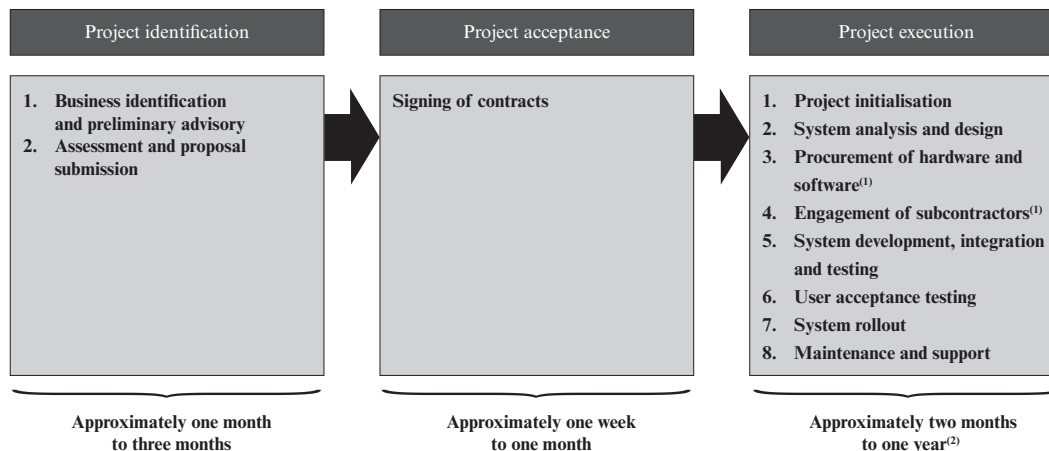 Project identification
1. Business identification
and preliminary advisory
2. Assessment and proposal
submission
Approximately one month
to three months
Project acceptance
Signing of contracts
Approximately one week
to one month
Project execution
1. Project initialisation
2. System analysis and design
3. Procurement of hardware and
software(1)
4. Engagement of subcontractors(1)
5. System development, integration
and testing
6. User acceptance testing
7. System rollout
8. Maintenance and support
Approximately two months
to one year(2)